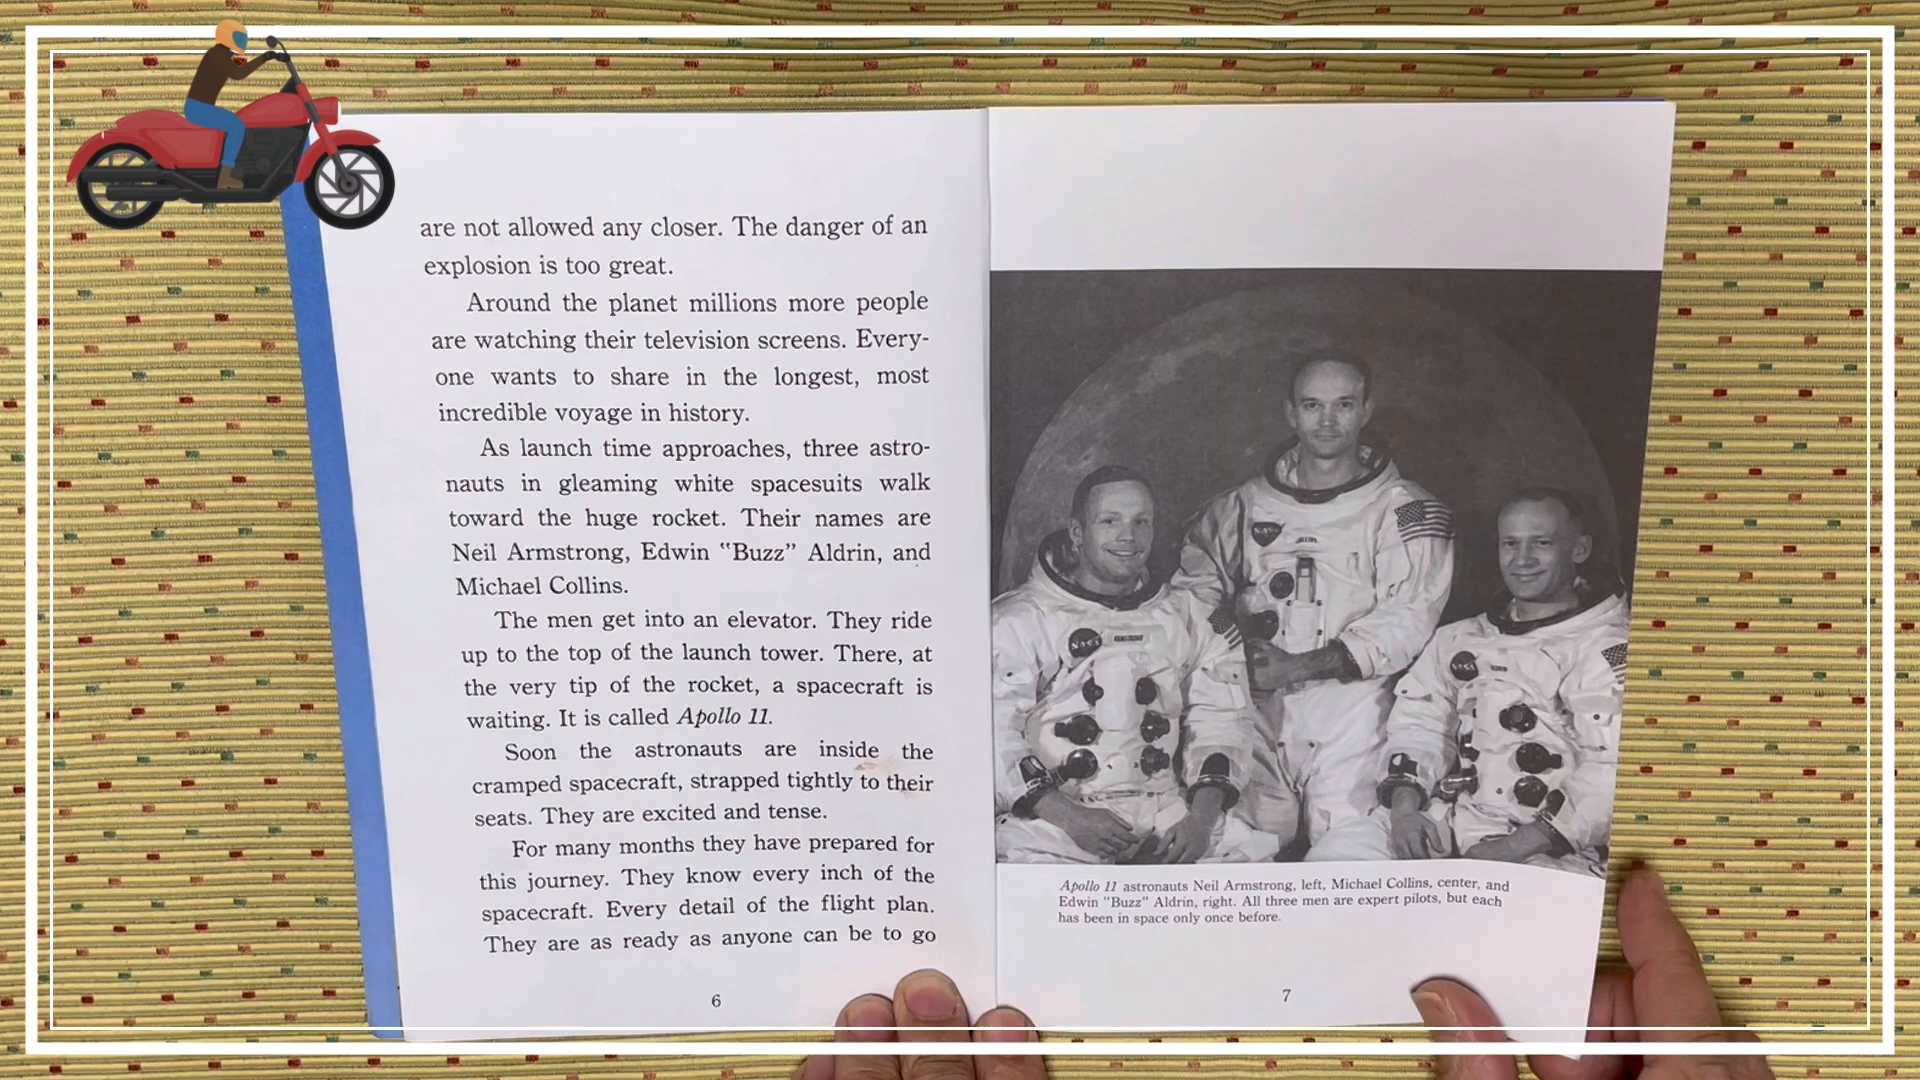 are not allowed any closer. The danger of an
explosion is too great.
Around the planet millions more people
are watching their television screens. Every-
one wants to share in the longest, most
incredible voyage in history.
As launch time approaches, three astro-
nauts in gleaming white spacesuits walk
toward the huge rocket. Their names are
Neil Armstrong, Edwin "Buzz" Aldrin, and
Michael Collins.
The men get into an elevator. They ride
up to the top of the launch tower. There, at
the very tip of the rocket, a spacecraft is
waiting. It is called Apollo 11.
Soon the astronauts are inside the
cramped spacecraft, strapped tightly to their
seats. They are excited and tense.
For many months they have prepared for
this journey. They know every inch of the
spacecraft. Every detail of the flight plan.
They are as ready as anyone can be to go
6
NASA
COLLINS
NASA
ARMSTRONG
NASA
Apollo 11 astronauts Neil Armstrong, left, Michael Collins, center, and
Edwin "Buzz" Aldrin, right. All three men are expert pilots, but each
has been in space only once before.
7